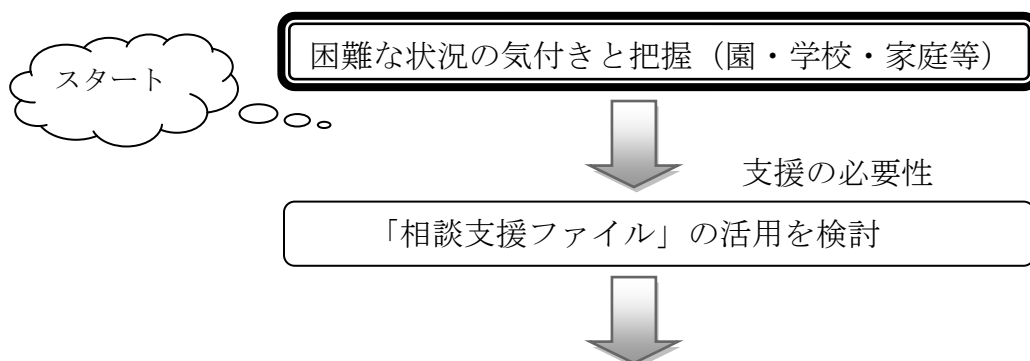 困難な状況の気付きと把握（園・学校・家庭等）
スタート
支援の必要性
「相談支援ファイル」の活用を検討